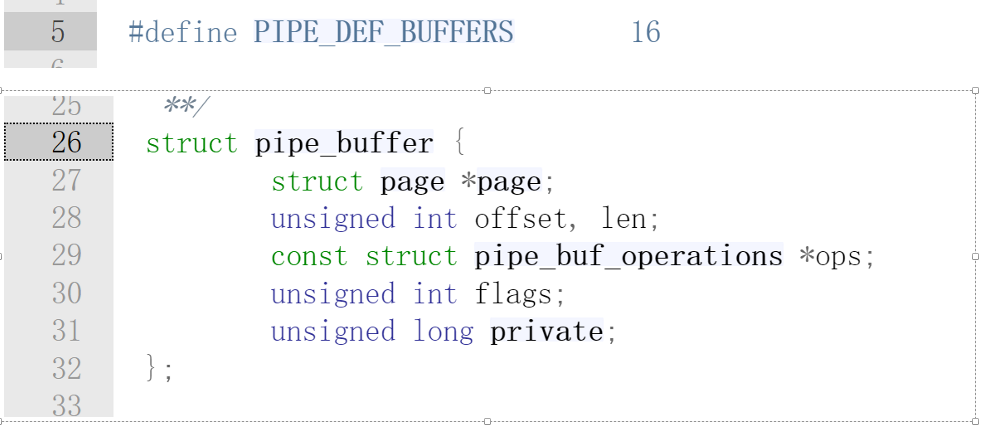 5 #define PIPE_DEF_BUFFERS 16
25 **/
26 struct pipe_buffer {
27 struct page *page;
28 unsigned int offset, len;
29 const struct pipe_buf_operations *ops;
30 unsigned int flags;
31 unsigned long private;
32 };
33